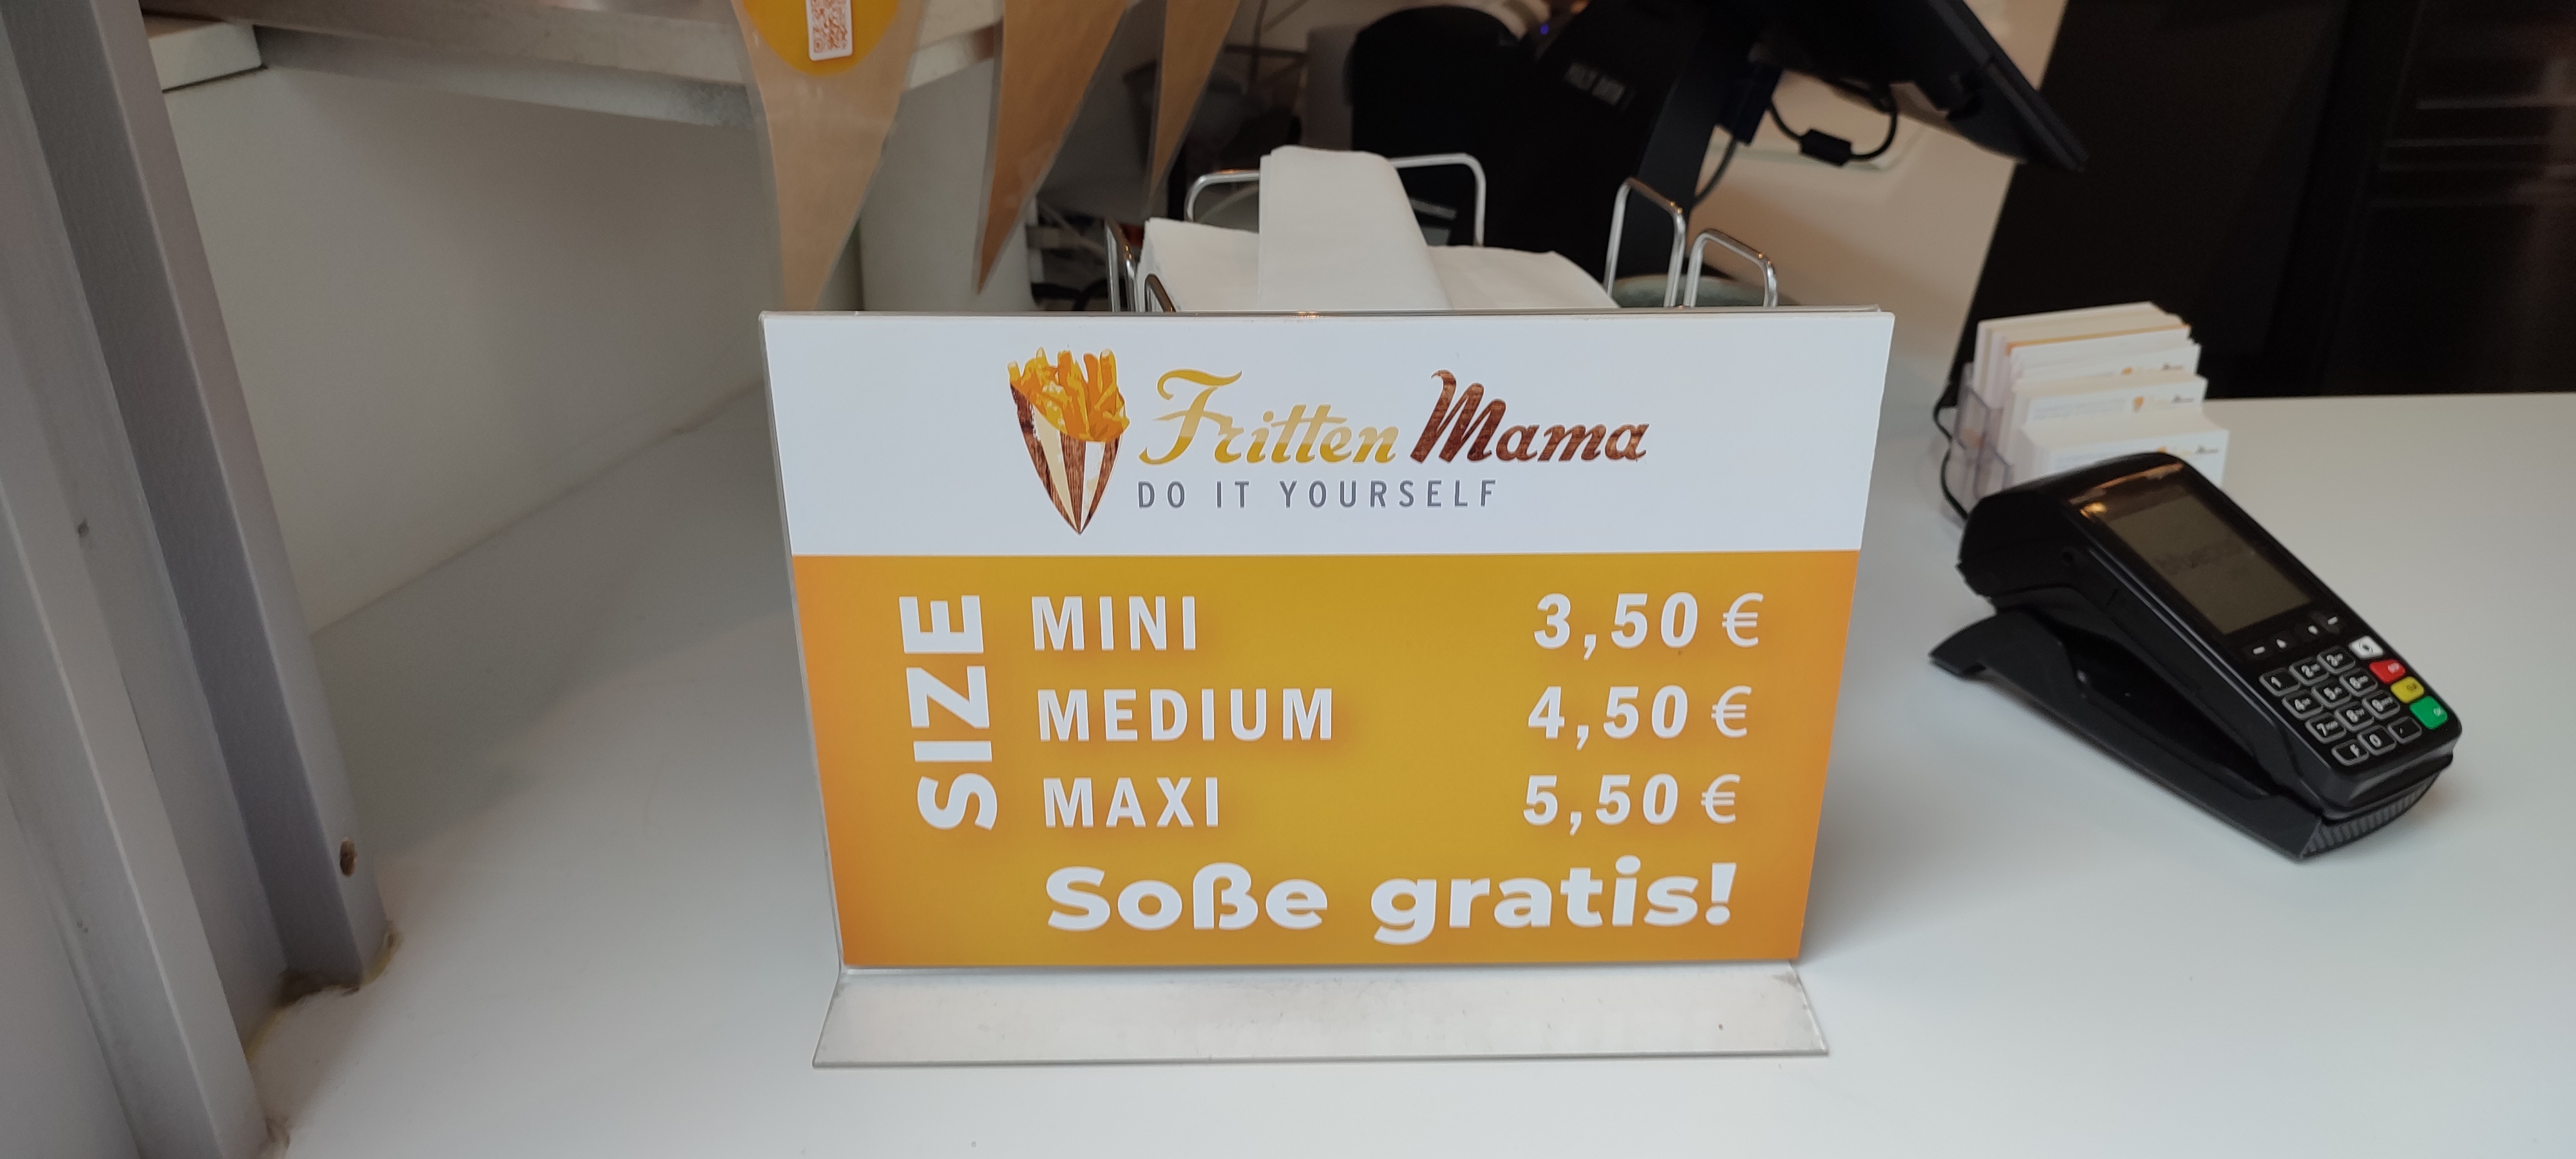 Fritten Mama
DO IT YOURSELF
SIZE
MINI 3,50 €
MEDIUM 4,50 €
MAXI 5,50 €
Soße gratis!